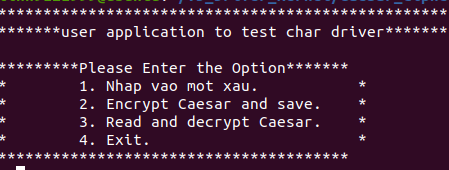 *************************************************
*******user application to test char driver*******
*********Please Enter the Option*******
* 1. Nhap vao mot xau. *
* 2. Encrypt Caesar and save. *
* 3. Read and decrypt Caesar. *
* 4. Exit. *
***************************************